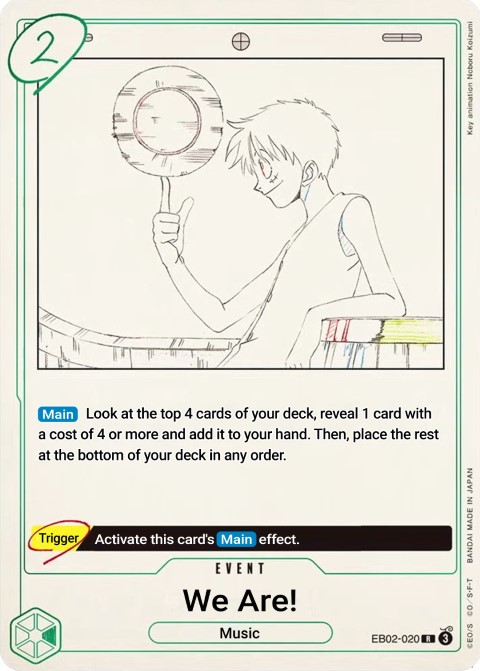 2
Key animation Noboru Koizumi
Main Look at the top 4 cards of your deck, reveal 1 card with
a cost of 4 or more and add it to your hand. Then, place the rest
at the bottom of your deck in any order.
Trigger Activate this card's Main effect.
EVENT
We Are!
Music
EB02-020 R 3
©E.O/S ©O/S・F・T BANDAI MADE IN JAPAN